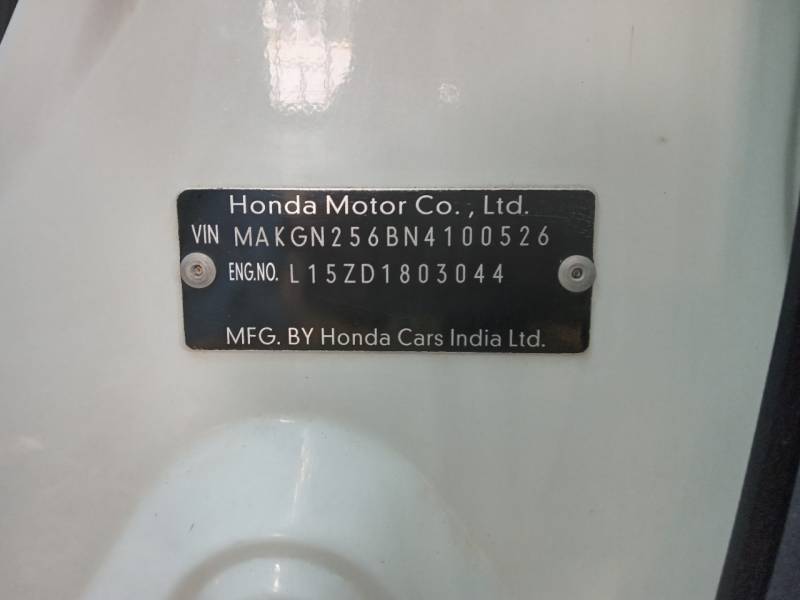 Honda Motor Co., Ltd.
VIN MAKGN256BN4100526
ENG.NO. L15ZD1803044
MFG. BY Honda Cars India Ltd.